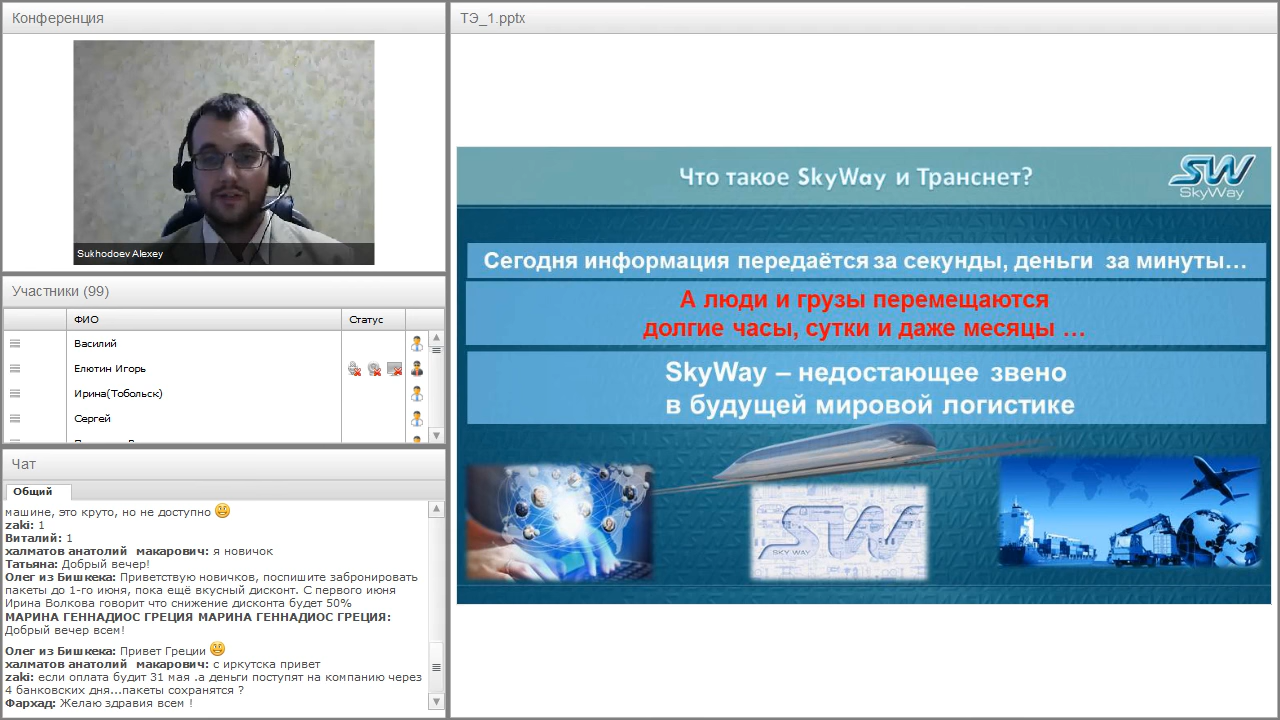 Конференция
Sukhodoev Alexey
Участники (99)
ФИО
Статус
Василий
Елютин Игорь
Ирина(Тобольск)
Сергей
Чат
Общий
машине, это круто, но не доступно
zaki: 1
Виталий: 1
халматов анатолий макарович: я новичок
Татьяна: Добрый вечер!
Олег из Бишкека: Приветствую новичков, поспишите забронировать
пакеты до 1-го июня, пока ещё вкусный дисконт. С первого июня
Ирина Волкова говорит что снижение дисконта будет 50%
МАРИНА ГЕННАДИОС ГРЕЦИЯ МАРИНА ГЕННАДИОС ГРЕЦИЯ:
Добрый вечер всем!
Олег из Бишкека: Привет Греции
халматов анатолий макарович: с иркутска привет
zaki: если оплата будит 31 мая .а деньги поступят на компанию через
4 банковских дня...пакеты сохранятся ?
Фархад: Желаю здравия всем !
ТЭ_1.pptx
Что такое SkyWay и Транснет?
SW
SkyWay
Сегодня информация передаётся за секунды, деньги за минуты...
А люди и грузы перемещаются
долгие часы, сутки и даже месяцы ...
SkyWay – недостающее звено
в будущей мировой логистике
SW
SKY WAY